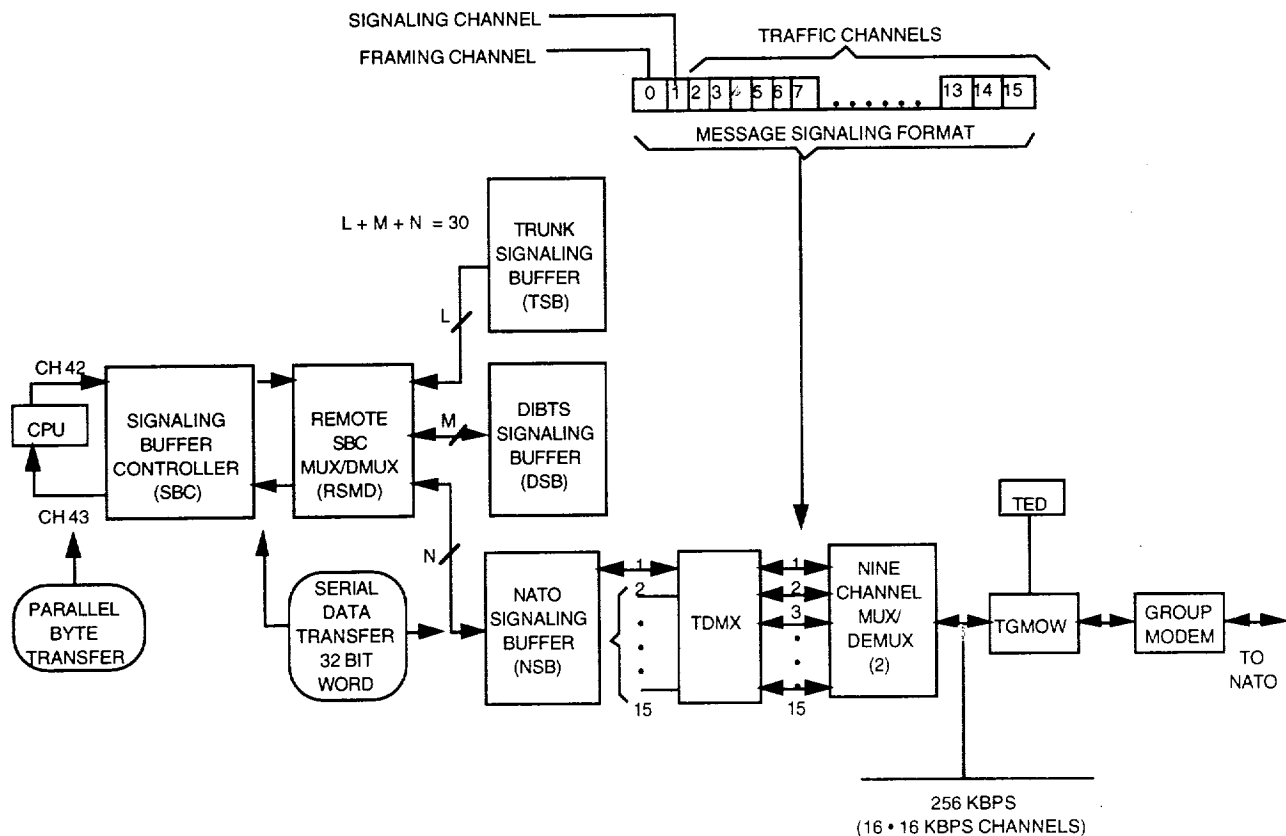 SIGNALING CHANNEL
FRAMING CHANNEL
TRAFFIC CHANNELS
0 1 2 3 4 5 6 7 . . . . . . 13 14 15
MESSAGE SIGNALING FORMAT
L + M + N = 30
TRUNK
SIGNALING
BUFFER
(TSB)
L
CH 42
CPU
CH 43
SIGNALING
BUFFER
CONTROLLER
(SBC)
REMOTE
SBC
MUX/DMUX
(RSMD)
M
DIBTS
SIGNALING
BUFFER
(DSB)
N
PARALLEL
BYTE
TRANSFER
SERIAL
DATA
TRANSFER
32 BIT
WORD
NATO
SIGNALING
BUFFER
(NSB)
1
2
15
TDMX
1
2
3
15
NINE
CHANNEL
MUX/
DEMUX
(2)
TED
TGMOW
GROUP
MODEM
TO
NATO
256 KBPS
(16 • 16 KBPS CHANNELS)